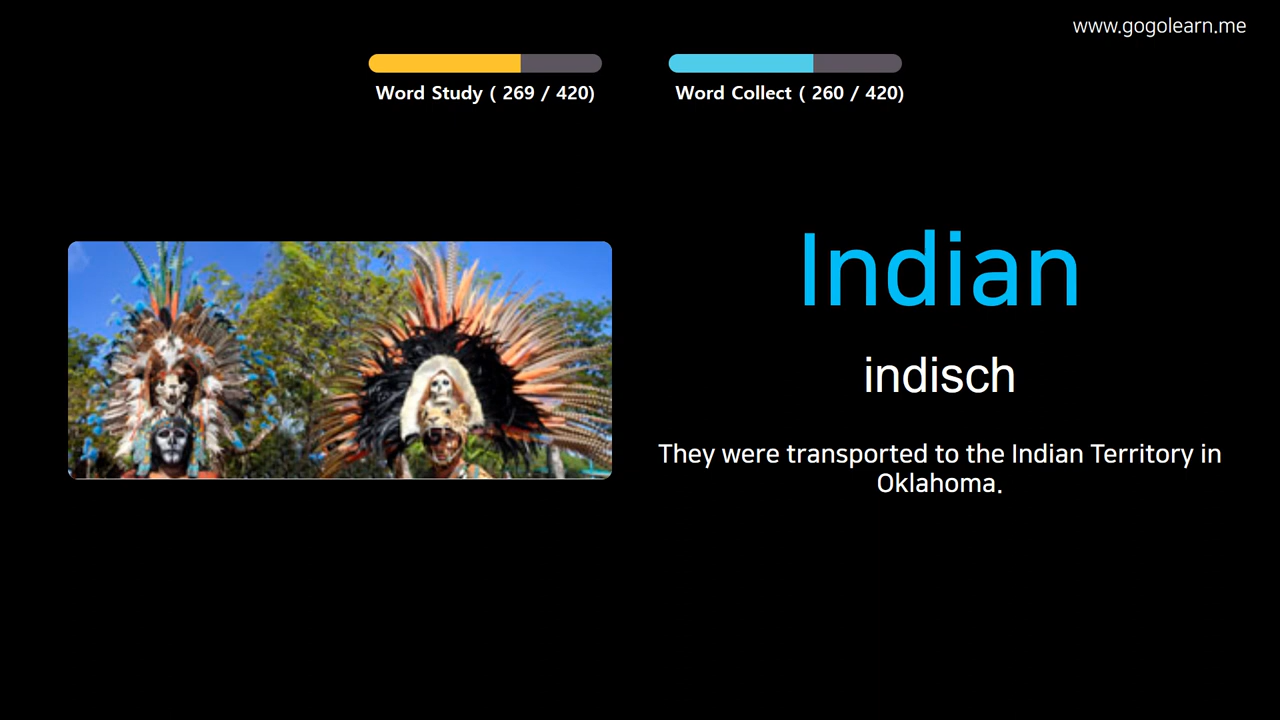 www.gogolearn.me
Word Study ( 269 / 420)
Word Collect ( 260 / 420)
Indian
indisch
They were transported to the Indian Territory in
Oklahoma.